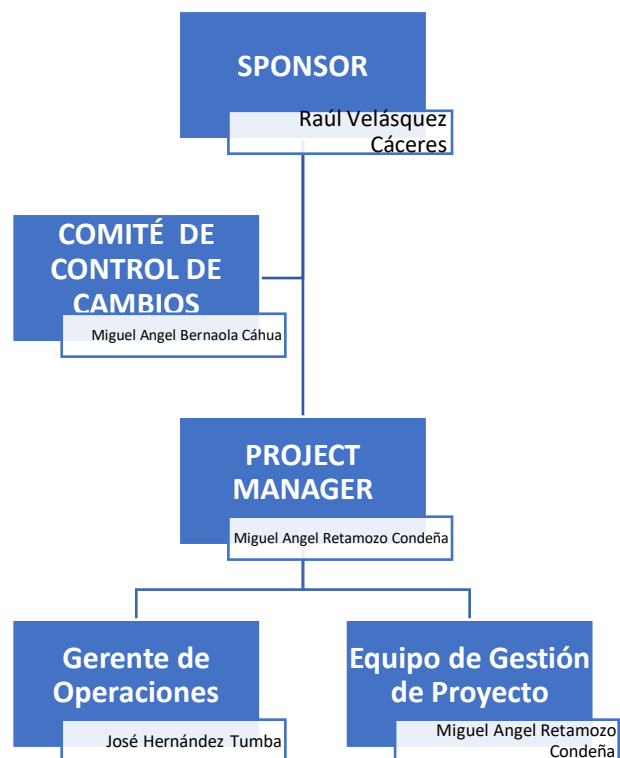 SPONSOR
Raúl Velásquez
Cáceres
COMITÉ DE
CONTROL DE
CAMBIOS
Miguel Angel Bernaola Cáhua
PROJECT
MANAGER
Miguel Angel Retamozo Condeña
Gerente de
Operaciones
José Hernández Tumba
Equipo de Gestión
de Proyecto
Miguel Angel Retamozo
Condeña